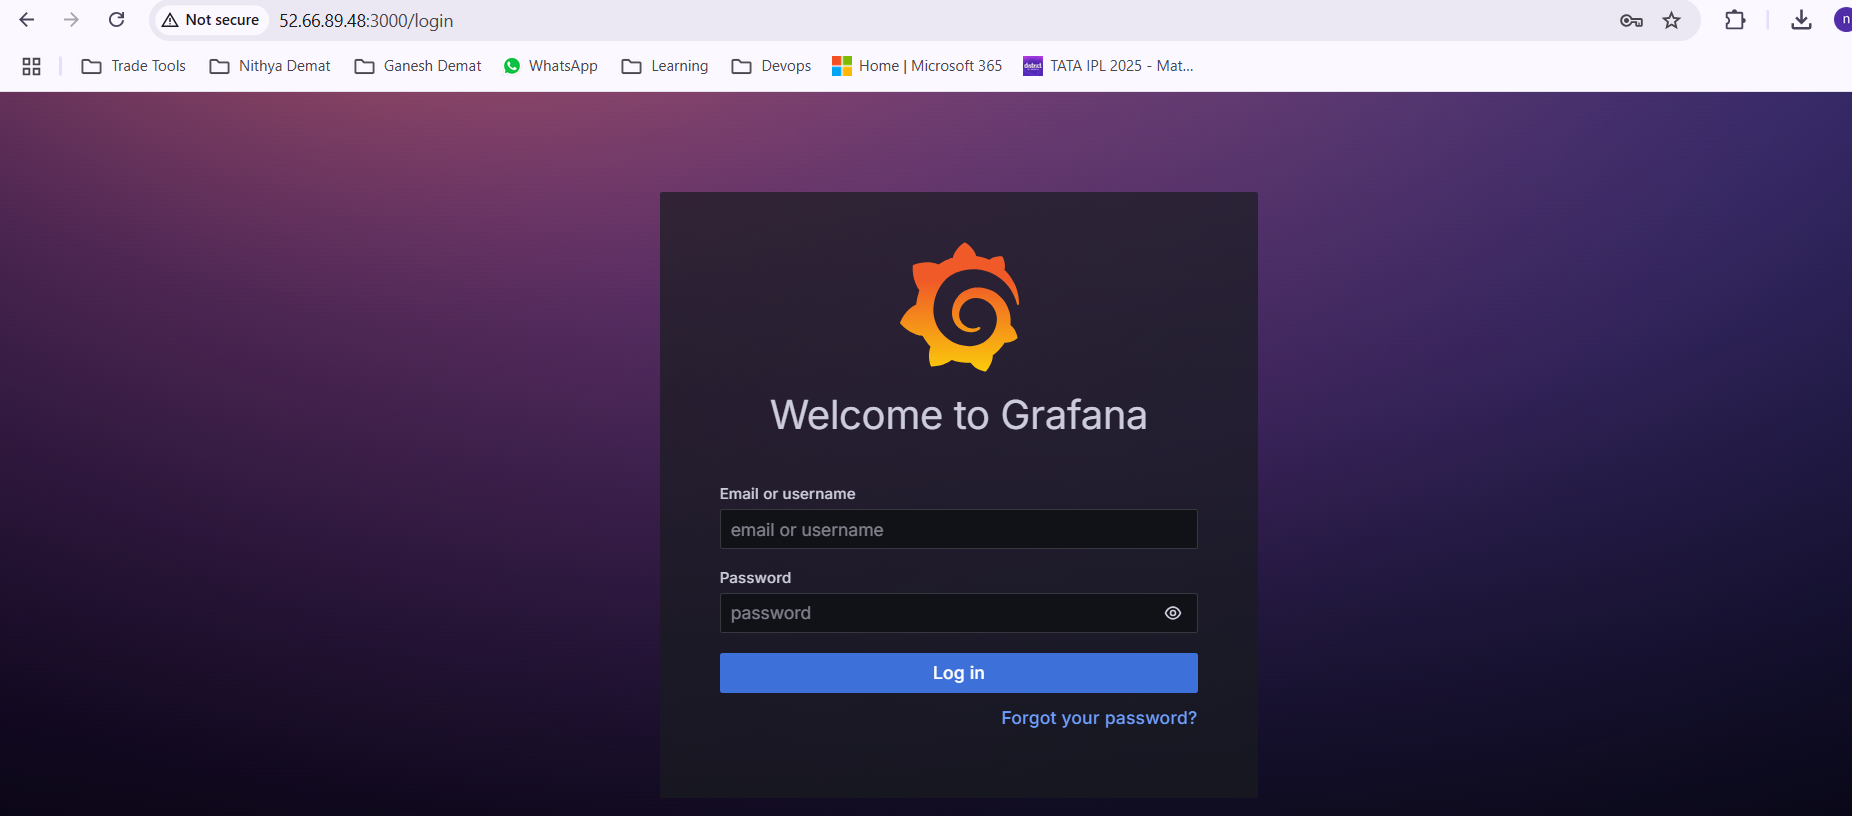 Not secure 52.66.89.48:3000/login n
Trade Tools Nithya Demat Ganesh Demat WhatsApp Learning Devops Home | Microsoft 365 district TATA IPL 2025 - Mat...
Welcome to Grafana
Email or username
email or username
Password
password
Log in
Forgot your password?